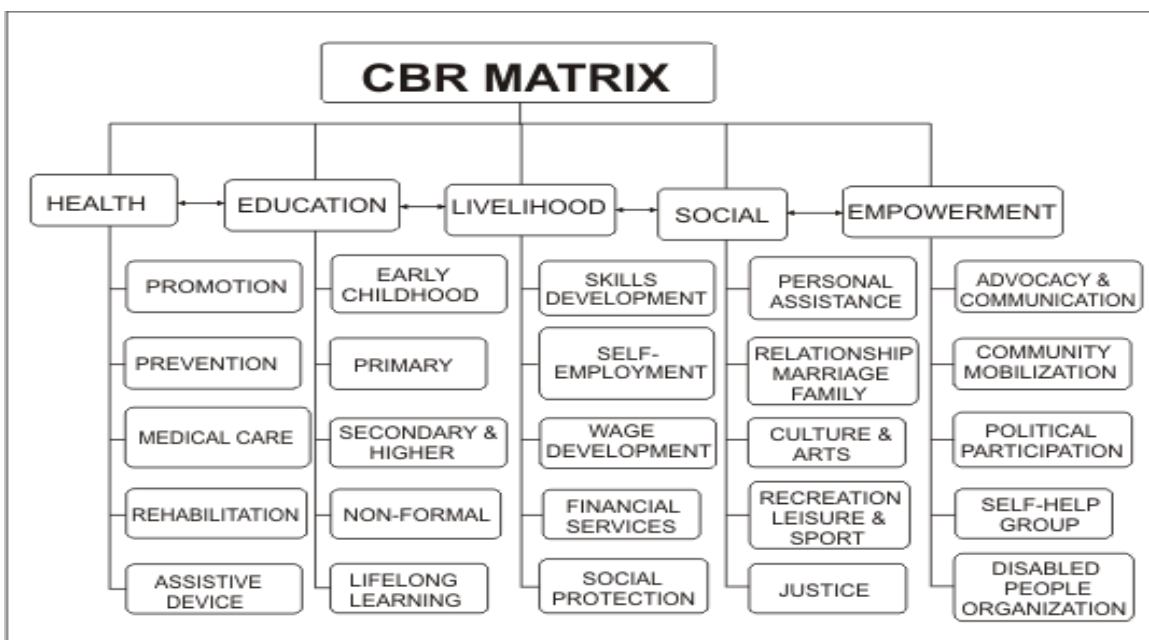 CBR MATRIX
HEALTH
EDUCATION
LIVELIHOOD
SOCIAL
EMPOWERMENT
PROMOTION
PREVENTION
MEDICAL CARE
REHABILITATION
ASSISTIVE
DEVICE
EARLY
CHILDHOOD
PRIMARY
SECONDARY &
HIGHER
NON-FORMAL
LIFELONG
LEARNING
SKILLS
DEVELOPMENT
SELF-
EMPLOYMENT
WAGE
DEVELOPMENT
FINANCIAL
SERVICES
SOCIAL
PROTECTION
PERSONAL
ASSISTANCE
RELATIONSHIP
MARRIAGE
FAMILY
CULTURE &
ARTS
RECREATION
LEISURE &
SPORT
JUSTICE
ADVOCACY &
COMMUNICATION
COMMUNITY
MOBILIZATION
POLITICAL
PARTICIPATION
SELF-HELP
GROUP
DISABLED
PEOPLE
ORGANIZATION